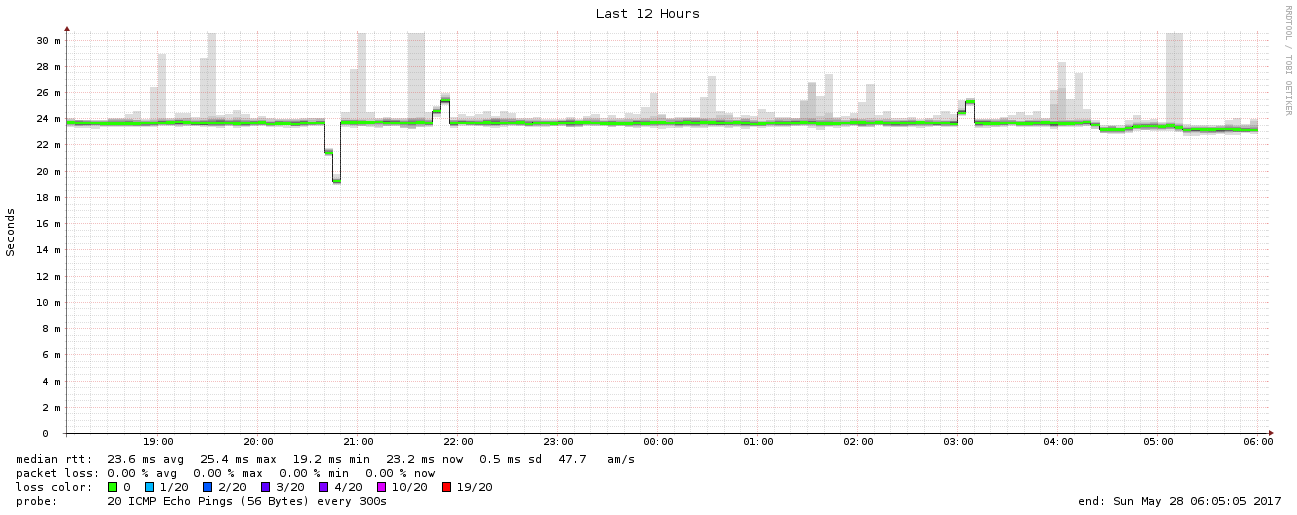 Last 12 Hours
RRDTOOL / TOBI OETIKER
Seconds
30 m
28 m
26 m
24 m
22 m
20 m
18 m
16 m
14 m
12 m
10 m
8 m
6 m
4 m
2 m
0
19:00 20:00 21:00 22:00 23:00 00:00 01:00 02:00 03:00 04:00 05:00 06:00
median rtt: 23.6 ms avg 25.4 ms max 19.2 ms min 23.2 ms now 0.5 ms sd 47.7 am/s
packet loss: 0.00 % avg 0.00 % max 0.00 % min 0.00 % now
loss color: 0 1/20 2/20 3/20 4/20 10/20 19/20
probe: 20 ICMP Echo Pings (56 Bytes) every 300s end: Sun May 28 06:05:05 2017